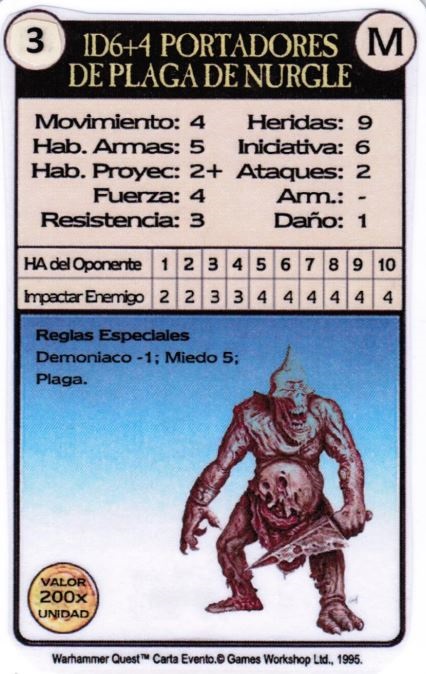 3
1D6+4 PORTADORES
DE PLAGA DE NURGLE
M
Movimiento: 4 Heridas: 9
Hab. Armas: 5 Iniciativa: 6
Hab. Proyec: 2+ Ataques: 2
Fuerza: 4 Arm.: -
Resistencia: 3 Daño: 1
HA del Oponente 1 2 3 4 5 6 7 8 9 10
Impactar Enemigo 2 2 3 3 4 4 4 4 4 4
Reglas Especiales
Demoniaco -1; Miedo 5;
Plaga.
VALOR
200x
UNIDAD
Warhammer Quest™ Carta Evento.© Games Workshop Ltd., 1995.